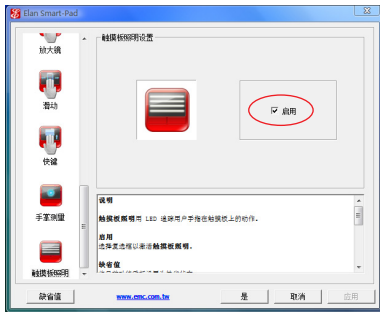 Elan Smart-Pad
放大镜
滑动
快键
手掌侧量
触摸板照明
触摸板照明设置
启用
说明
触摸板照明用 LED 追踪用户手指在触摸板上的动作。
启用
选择复选框以激活触摸板照明。
缺省值
缺省值
www.emc.com.tw
是
取消
应用